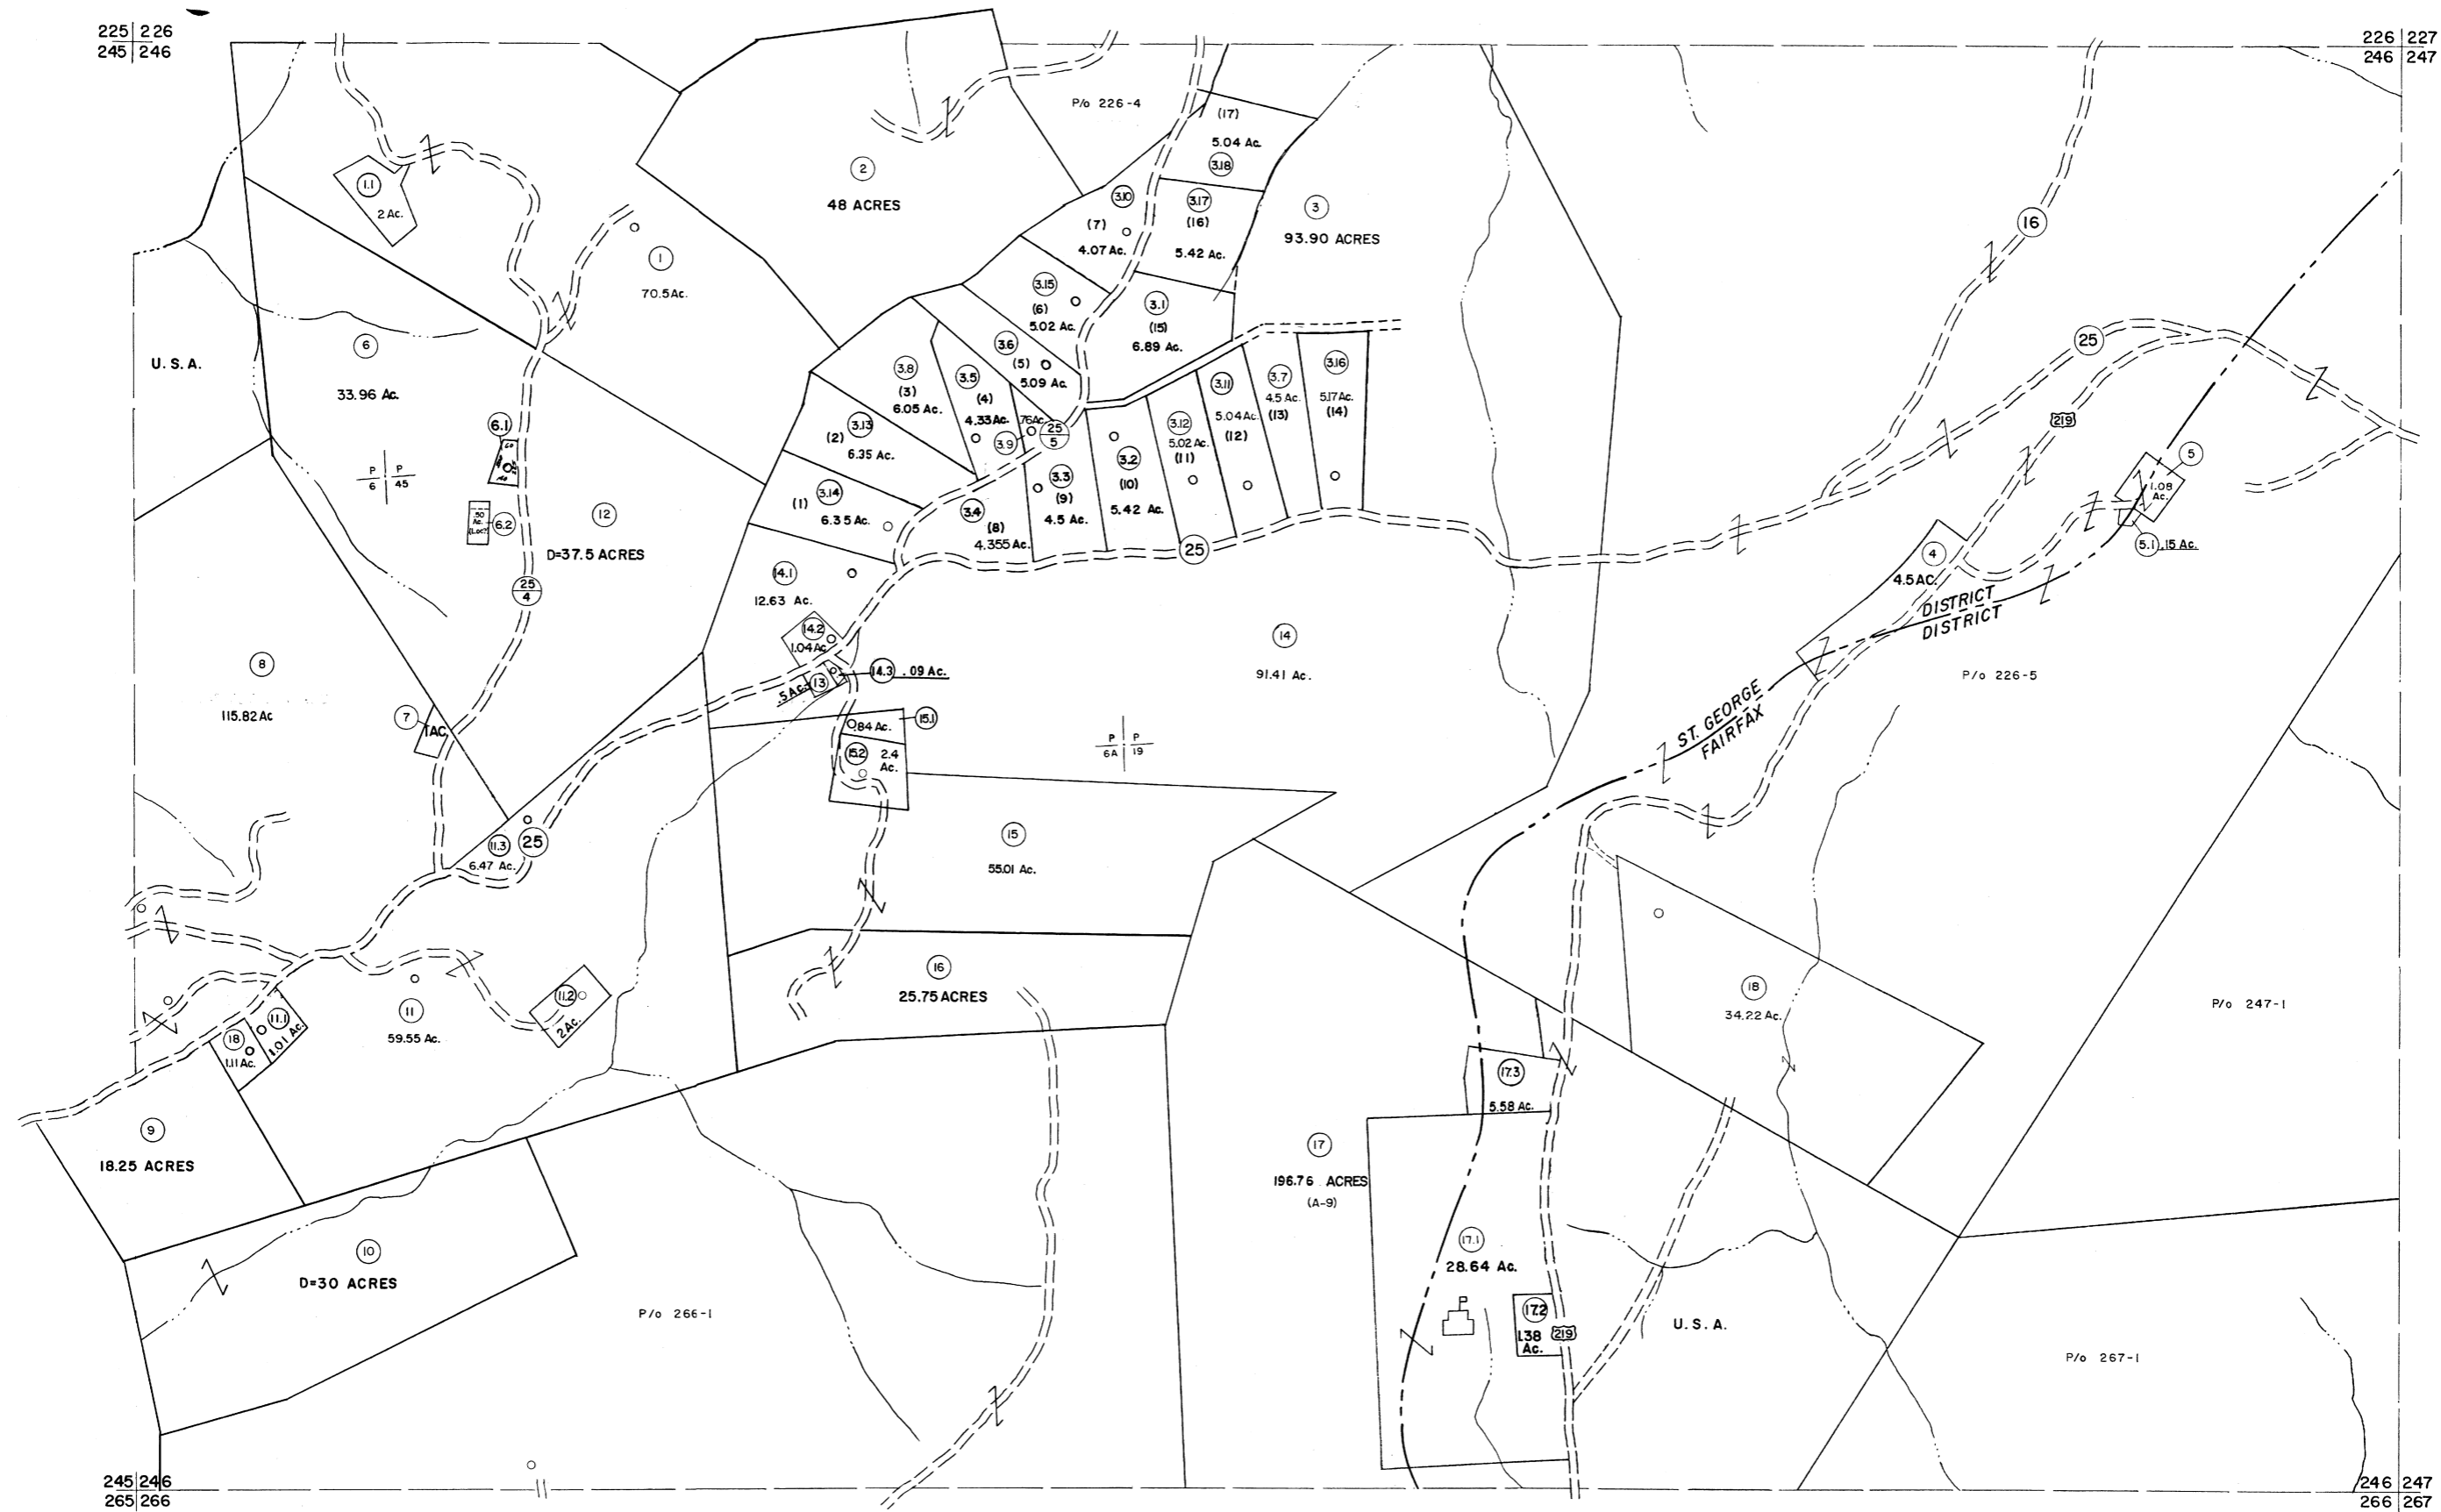 225 226
245 246
226 227
246 247
P/o 226-4
(17)
5.04 Ac.
3.18
1.1
2 Ac.
2
48 ACRES
3.10
(7)
4.07 Ac.
3.17
(16)
5.42 Ac.
3
93.90 ACRES
16
1
70.5 Ac.
3.15
(6)
5.02 Ac.
3.1
(15)
6.89 Ac.
U. S. A.
6
33.96 Ac.
3.6
(5)
5.09 Ac.
3.8
(3)
6.05 Ac.
3.5
(4)
4.33 Ac.
.76 Ac.
3.9
25
5
3.11
5.04 Ac.
(12)
3.7
4.5 Ac.
(13)
3.16
5.17 Ac.
(14)
25
219
6.1
3.13
(2)
6.35 Ac.
3.12
5.02 Ac.
(11)
3.2
(10)
5.42 Ac.
3.3
(9)
4.5 Ac.
P P
6 45
5
1.08
Ac.
5.1 .15 Ac.
.50
Ac.
6.2
12
D=37.5 ACRES
3.14
(1)
6.35 Ac.
3.4
(8)
4.355 Ac.
25
4
4.5 AC.
25
4
14.1
12.63 Ac.
DISTRICT
DISTRICT
14.2
1.04 Ac.
14
91.41 Ac.
8
115.82 Ac
14.3 .09 Ac.
13
.5 Ac.
P/o 226-5
ST. GEORGE
FAIRFAX
7
1 AC.
15.1
.84 Ac.
15.2
2.4
Ac.
P P
6A 19
15
55.01 Ac.
11.3
6.47 Ac.
25
16
25.75 ACRES
18
34.22 Ac.
P/o 247-1
11.2
2 Ac.
11
59.55 Ac.
11.1
1.01 Ac.
18
1.11 Ac.
17.3
5.58 Ac.
9
18.25 ACRES
17
196.76 ACRES
(A-9)
10
D=30 ACRES
17.1
28.64 Ac.
P/o 266-1
17.2
1.38
Ac.
219
U. S. A.
P/o 267-1
245 246
265 266
246 247
266 267